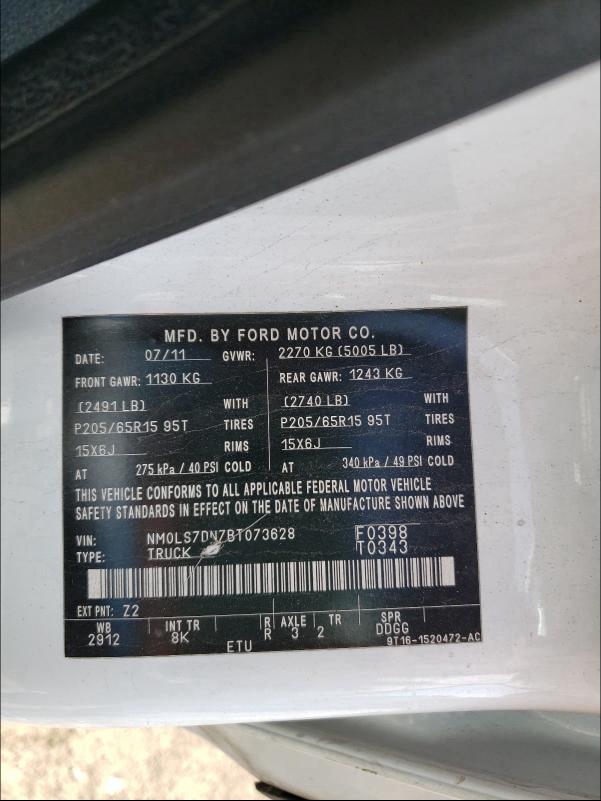 MFD. BY FORD MOTOR CO.
DATE: 07/11 GVWR: 2270 KG (5005 LB)
FRONT GAWR: 1130 KG REAR GAWR: 1243 KG
(2491 LB) WITH (2740 LB) WITH
P205/65R15 95T TIRES P205/65R15 95T TIRES
15X6J RIMS 15X6J RIMS
AT 275 kPa / 40 PSI COLD AT 340 kPa / 49 PSI COLD
THIS VEHICLE CONFORMS TO ALL APPLICABLE FEDERAL MOTOR VEHICLE
SAFETY STANDARDS IN EFFECT ON THE DATE OF MANUFACTURE SHOWN ABOVE
VIN: NM0LS7DN7BT073628 F0398
TYPE: TRUCK T0343
EXT PNT: Z2
WB INT TR R AXLE TR SPR
2912 8K R 3 2 DDGG
ETU 9T16-1520472-AC